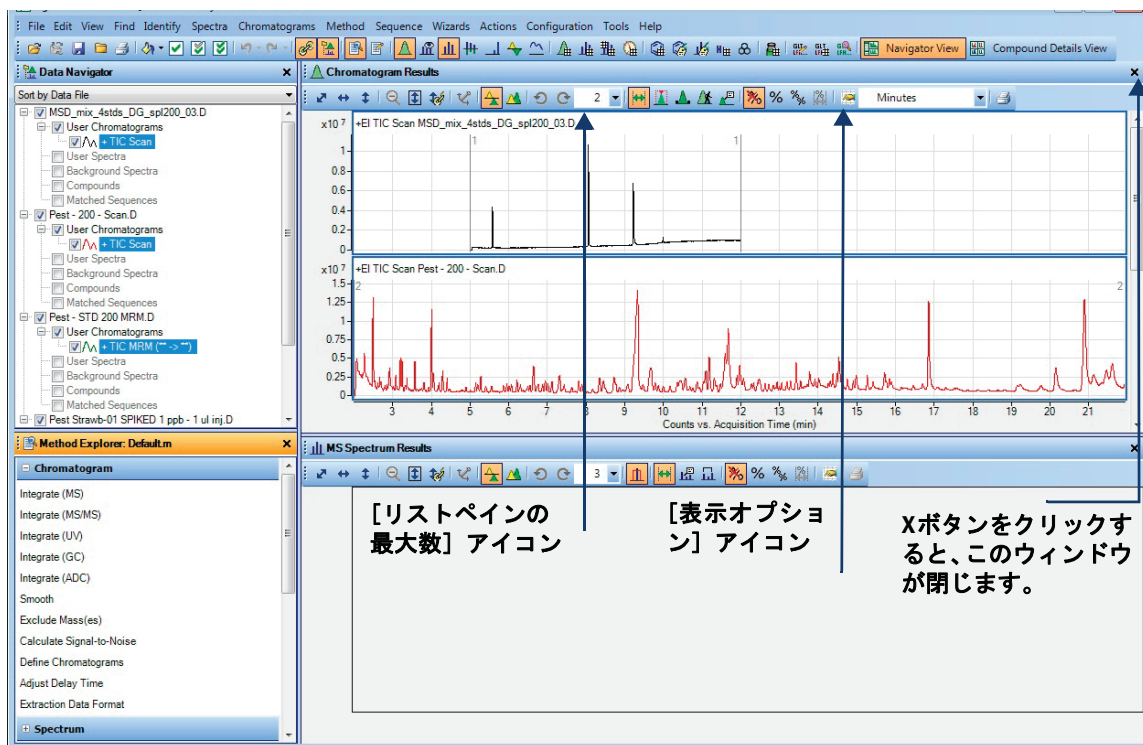 File Edit View Find Identify Spectra Chromatograms Method Sequence Wizards Actions Configuration Tools Help
Navigator View Compound Details View
Data Navigator
Sort by Data File
MSD_mix_4stds_DG_spl200_03.D
User Chromatograms
+ TIC Scan
User Spectra
Background Spectra
Compounds
Matched Sequences
Pest - 200 - Scan.D
User Chromatograms
+ TIC Scan
User Spectra
Background Spectra
Compounds
Matched Sequences
Pest - STD 200 MRM.D
User Chromatograms
+ TIC MRM (** -> **)
User Spectra
Background Spectra
Compounds
Matched Sequences
Pest Strawb-01 SPIKED 1 ppb - 1 ul inj.D
Method Explorer: Default.m
Chromatogram
Integrate (MS)
Integrate (MS/MS)
Integrate (UV)
Integrate (GC)
Integrate (ADC)
Smooth
Exclude Mass(es)
Calculate Signal-to-Noise
Define Chromatograms
Adjust Delay Time
Extraction Data Format
Spectrum
Chromatogram Results
2 % Minutes
x10 7 +EI TIC Scan MSD_mix_4stds_DG_spl200_03.D
1 1
1
0.8
0.6
0.4
0.2
0
x10 7 +EI TIC Scan Pest - 200 - Scan.D
2 2
1.5
1.25
1
0.75
0.5
0.25
0
3 4 5 6 7 8 9 10 11 12 13 14 15 16 17 18 19 20 21
Counts vs. Acquisition Time (min)
MS Spectrum Results
3 %
[リストペインの
最大数] アイコン
[表示オプショ
ン] アイコン
Xボタンをクリックす
ると、このウィンドウ
が閉じます。